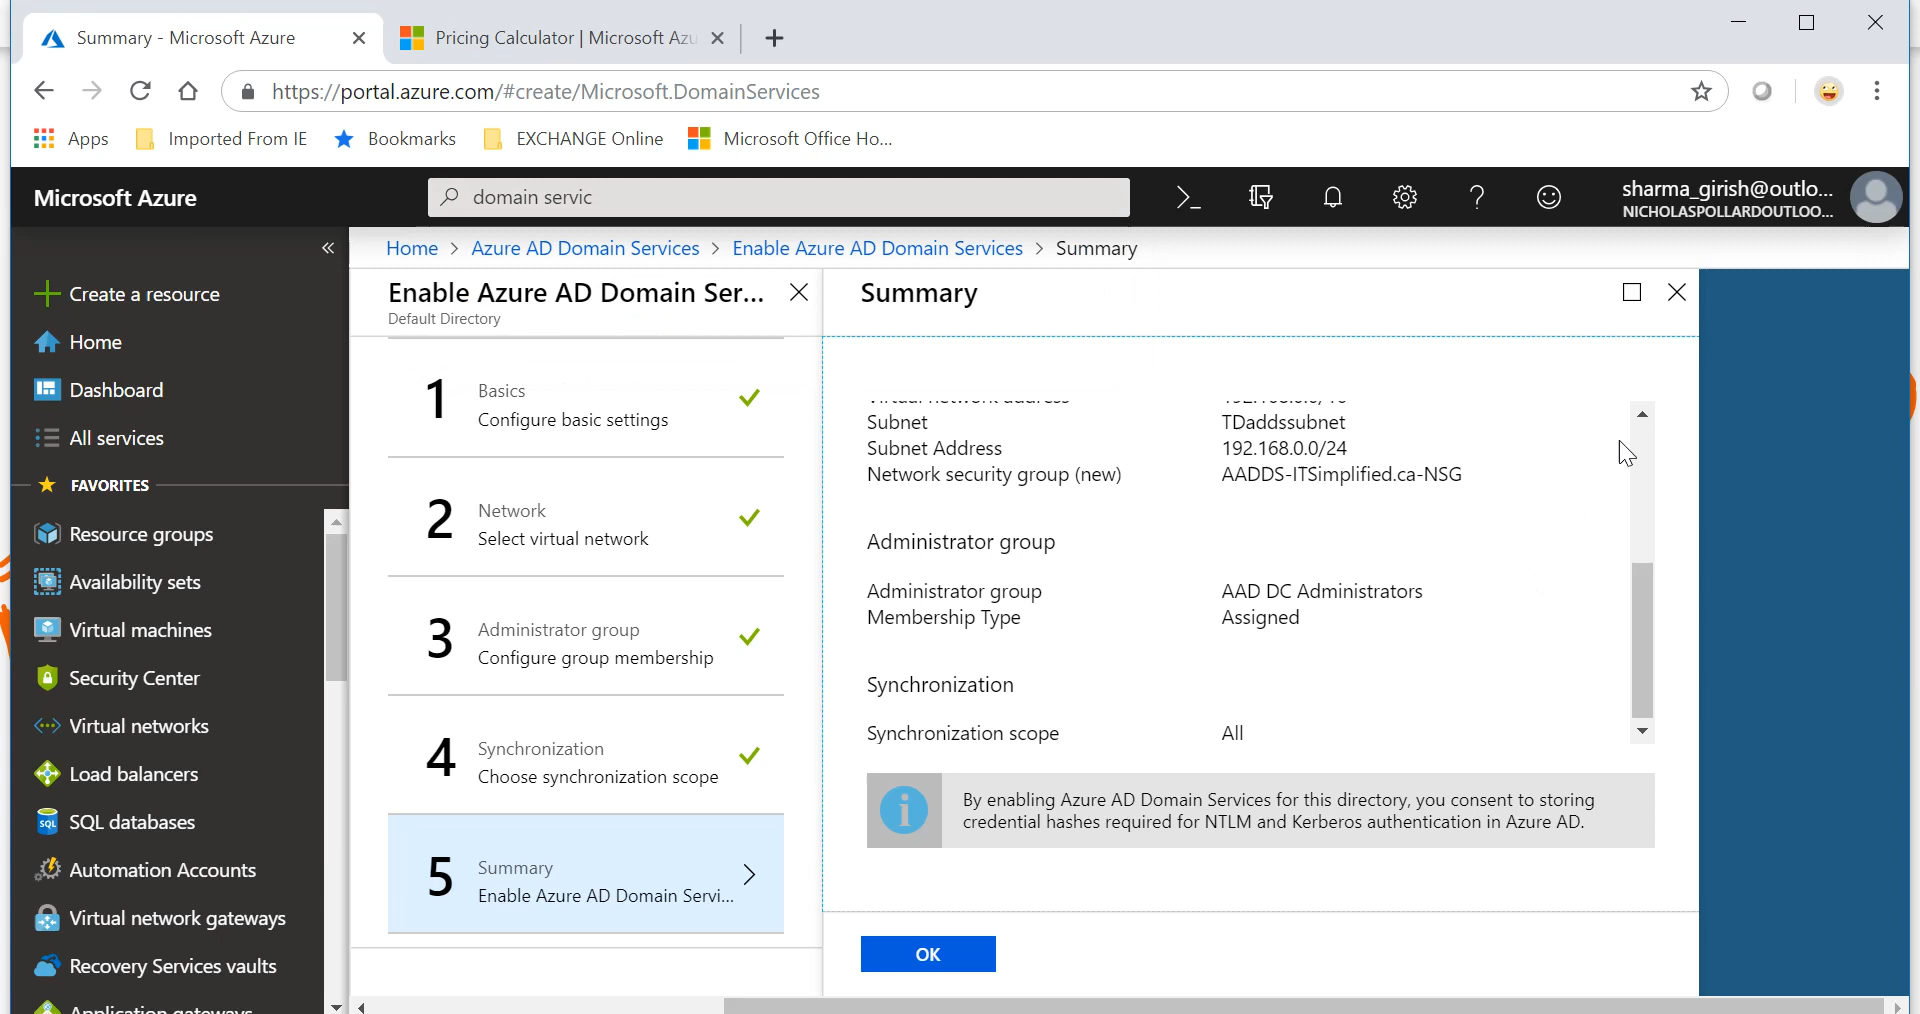 Summary - Microsoft Azure
Pricing Calculator | Microsoft Azu
https://portal.azure.com/#create/Microsoft.DomainServices
Apps
Imported From IE
Bookmarks
EXCHANGE Online
Microsoft Office Ho...
Microsoft Azure
domain servic
sharma_girish@outlo...
NICHOLASPOLLARDOUTLOO...
Home > Azure AD Domain Services > Enable Azure AD Domain Services > Summary
Create a resource
Home
Dashboard
All services
FAVORITES
Resource groups
Availability sets
Virtual machines
Security Center
Virtual networks
Load balancers
SQL databases
Automation Accounts
Virtual network gateways
Recovery Services vaults
Application gateways
Enable Azure AD Domain Ser...
Default Directory
1 Basics
Configure basic settings
2 Network
Select virtual network
3 Administrator group
Configure group membership
4 Synchronization
Choose synchronization scope
5 Summary
Enable Azure AD Domain Servi...
Summary
Subnet TDaddssubnet
Subnet Address 192.168.0.0/24
Network security group (new) AADDS-ITSimplified.ca-NSG
Administrator group
Administrator group AAD DC Administrators
Membership Type Assigned
Synchronization
Synchronization scope All
By enabling Azure AD Domain Services for this directory, you consent to storing
credential hashes required for NTLM and Kerberos authentication in Azure AD.
OK